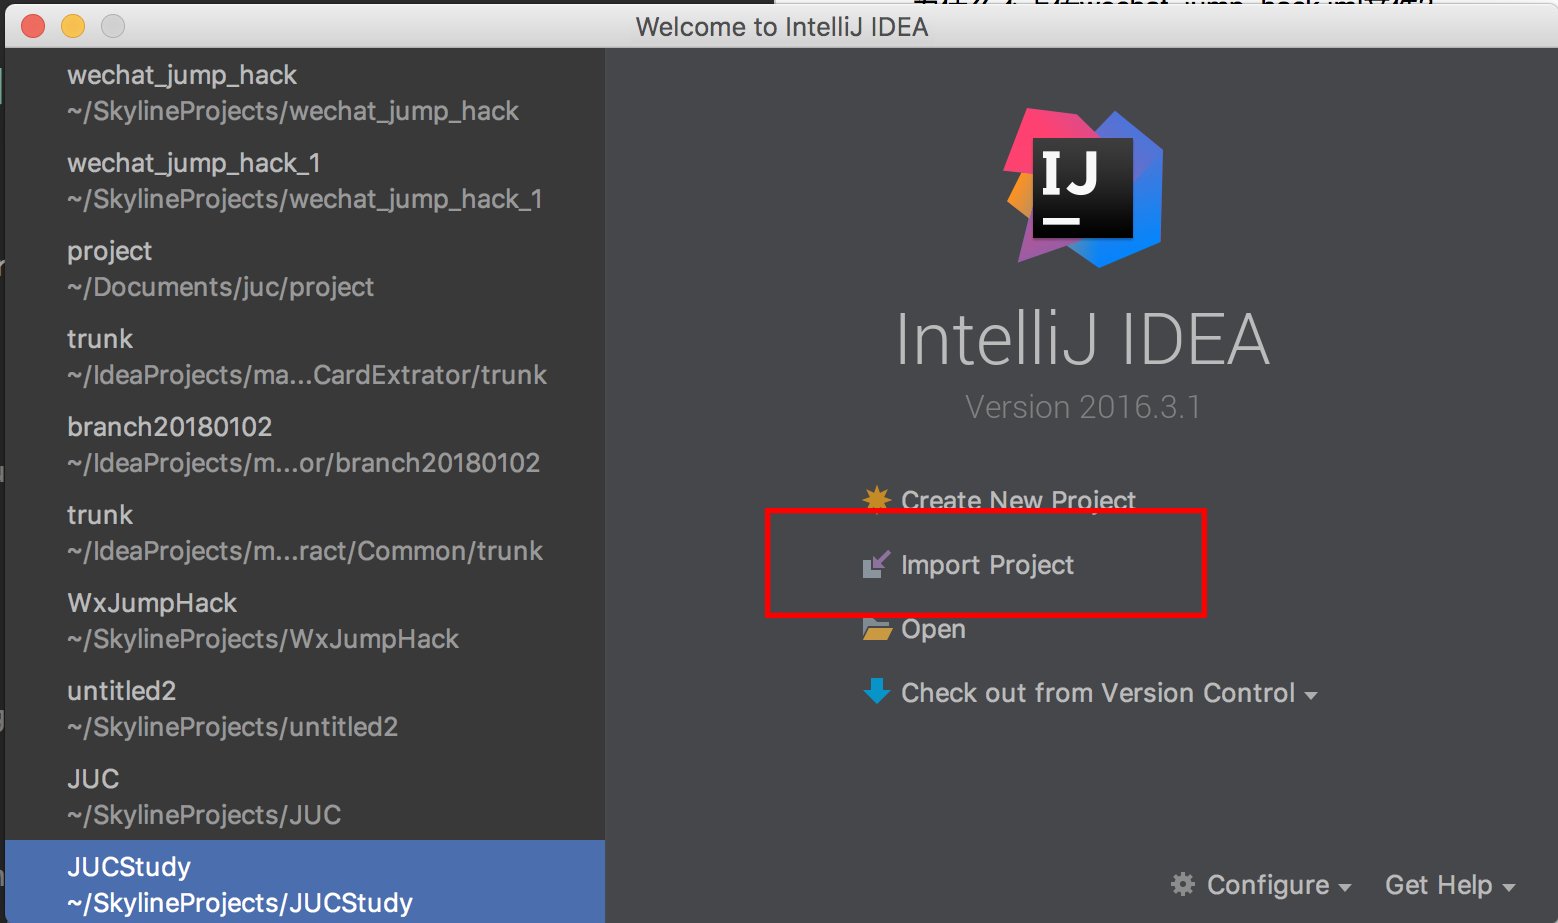 Welcome to IntelliJ IDEA
wechat_jump_hack
~/SkylineProjects/wechat_jump_hack
wechat_jump_hack_1
~/SkylineProjects/wechat_jump_hack_1
project
~/Documents/juc/project
trunk
~/IdeaProjects/ma...CardExtrator/trunk
branch20180102
~/IdeaProjects/m...or/branch20180102
trunk
~/IdeaProjects/m...ract/Common/trunk
WxJumpHack
~/SkylineProjects/WxJumpHack
untitled2
~/SkylineProjects/untitled2
JUC
~/SkylineProjects/JUC
JUCStudy
~/SkylineProjects/JUCStudy
IJ
IntelliJ IDEA
Version 2016.3.1
Create New Project
Import Project
Open
Check out from Version Control
Configure
Get Help